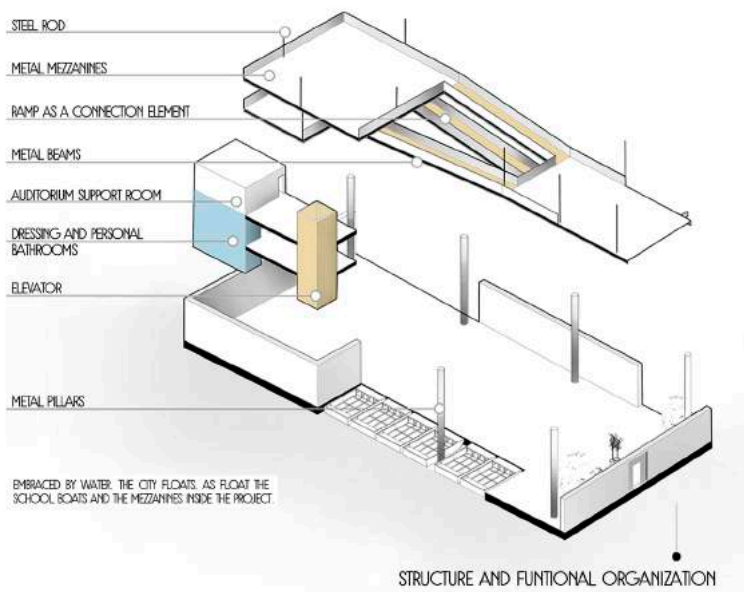 STEEL ROD
METAL MEZZANINES
RAMP AS A CONNECTION ELEMENT
METAL BEAMS
AUDITORIUM SUPPORT ROOM
DRESSING AND PERSONAL
BATHROOMS
ELEVATOR
METAL PILLARS
EMBRACED BY WATER. THE CITY FLOATS. AS FLOAT THE
SCHOOL BOATS AND THE MEZZANINES INSIDE THE PROJECT.
STRUCTURE AND FUNTIONAL ORGANIZATION